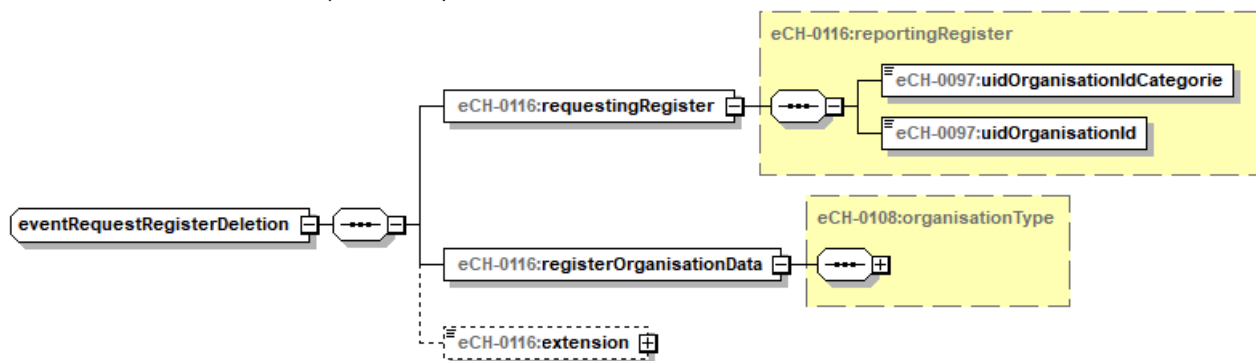 eCH-0116:reportingRegister
eCH-0097:uidOrganisationIdCategorie
eCH-0116:requestingRegister
eCH-0097:uidOrganisationId
eventRequestRegisterDeletion
eCH-0108:organisationType
eCH-0116:registerOrganisationData
eCH-0116:extension